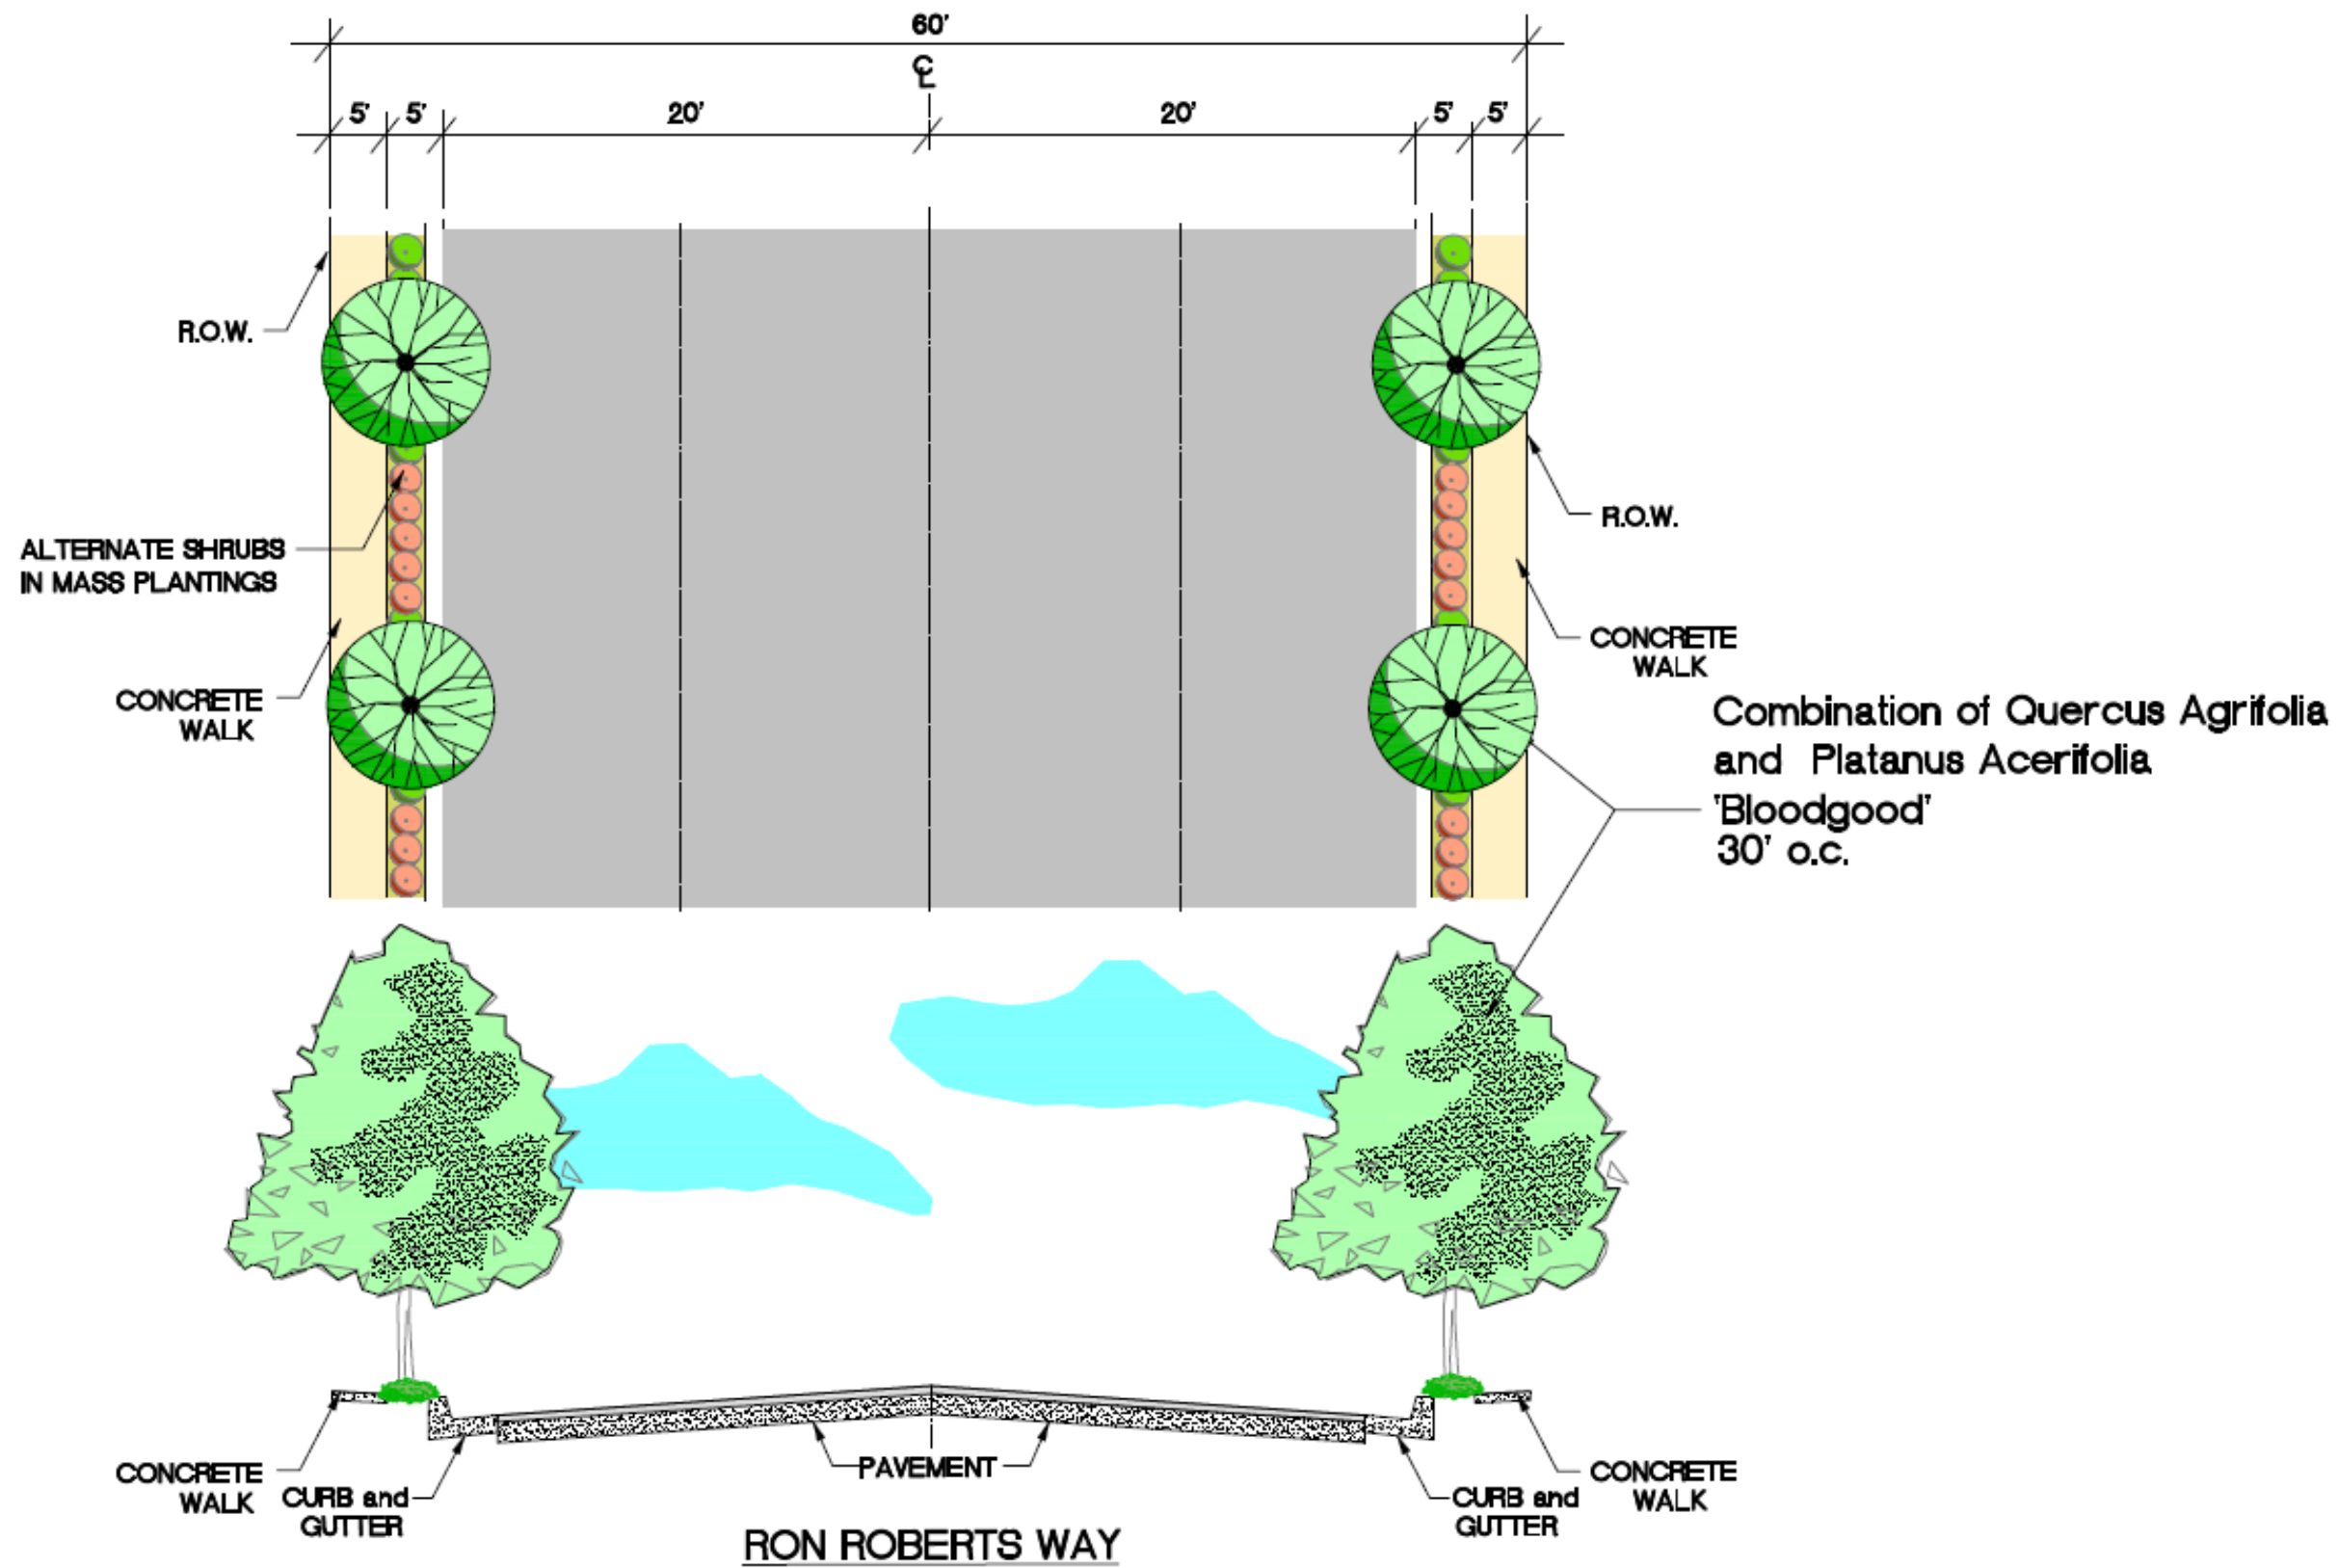 60'
℄
5' 5' 20' 20' 5' 5'
R.O.W.
R.O.W.
ALTERNATE SHRUBS
IN MASS PLANTINGS
CONCRETE
WALK
CONCRETE
WALK
Combination of Quercus Agrifolia
and Platanus Acerifolia
'Bloodgood'
30' o.c.
PAVEMENT
CONCRETE
WALK
CURB and
GUTTER
CURB and
GUTTER
CONCRETE
WALK
RON ROBERTS WAY